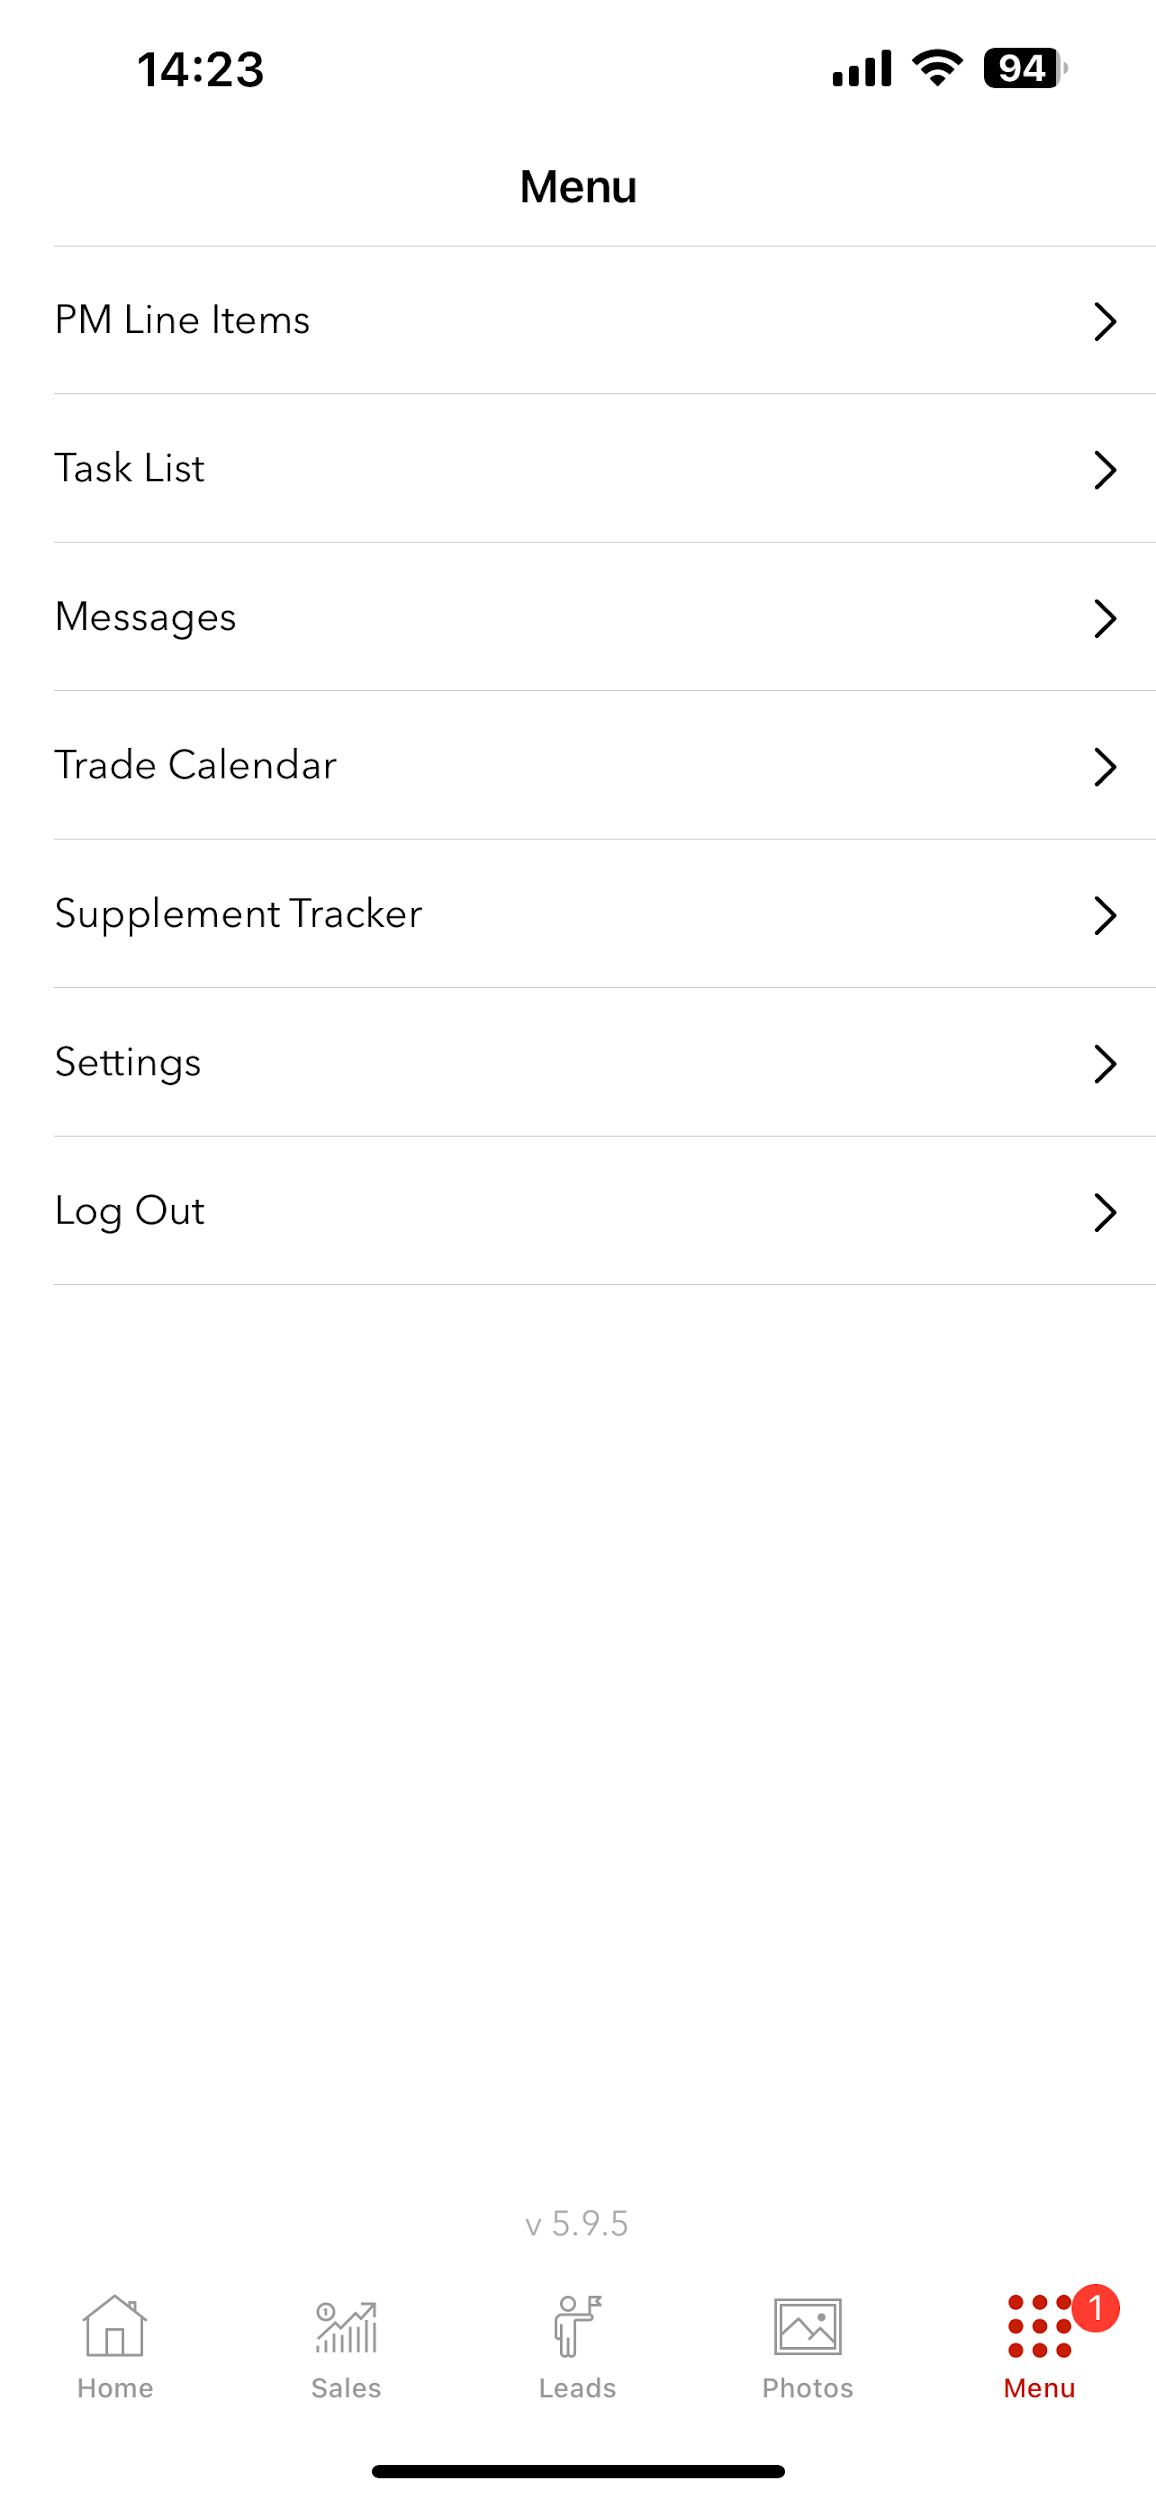 14:23
94
Menu
PM Line Items
Task List
Messages
Trade Calendar
Supplement Tracker
Settings
Log Out
v 5.9.5
1
1
Home
Sales
Leads
Photos
Menu